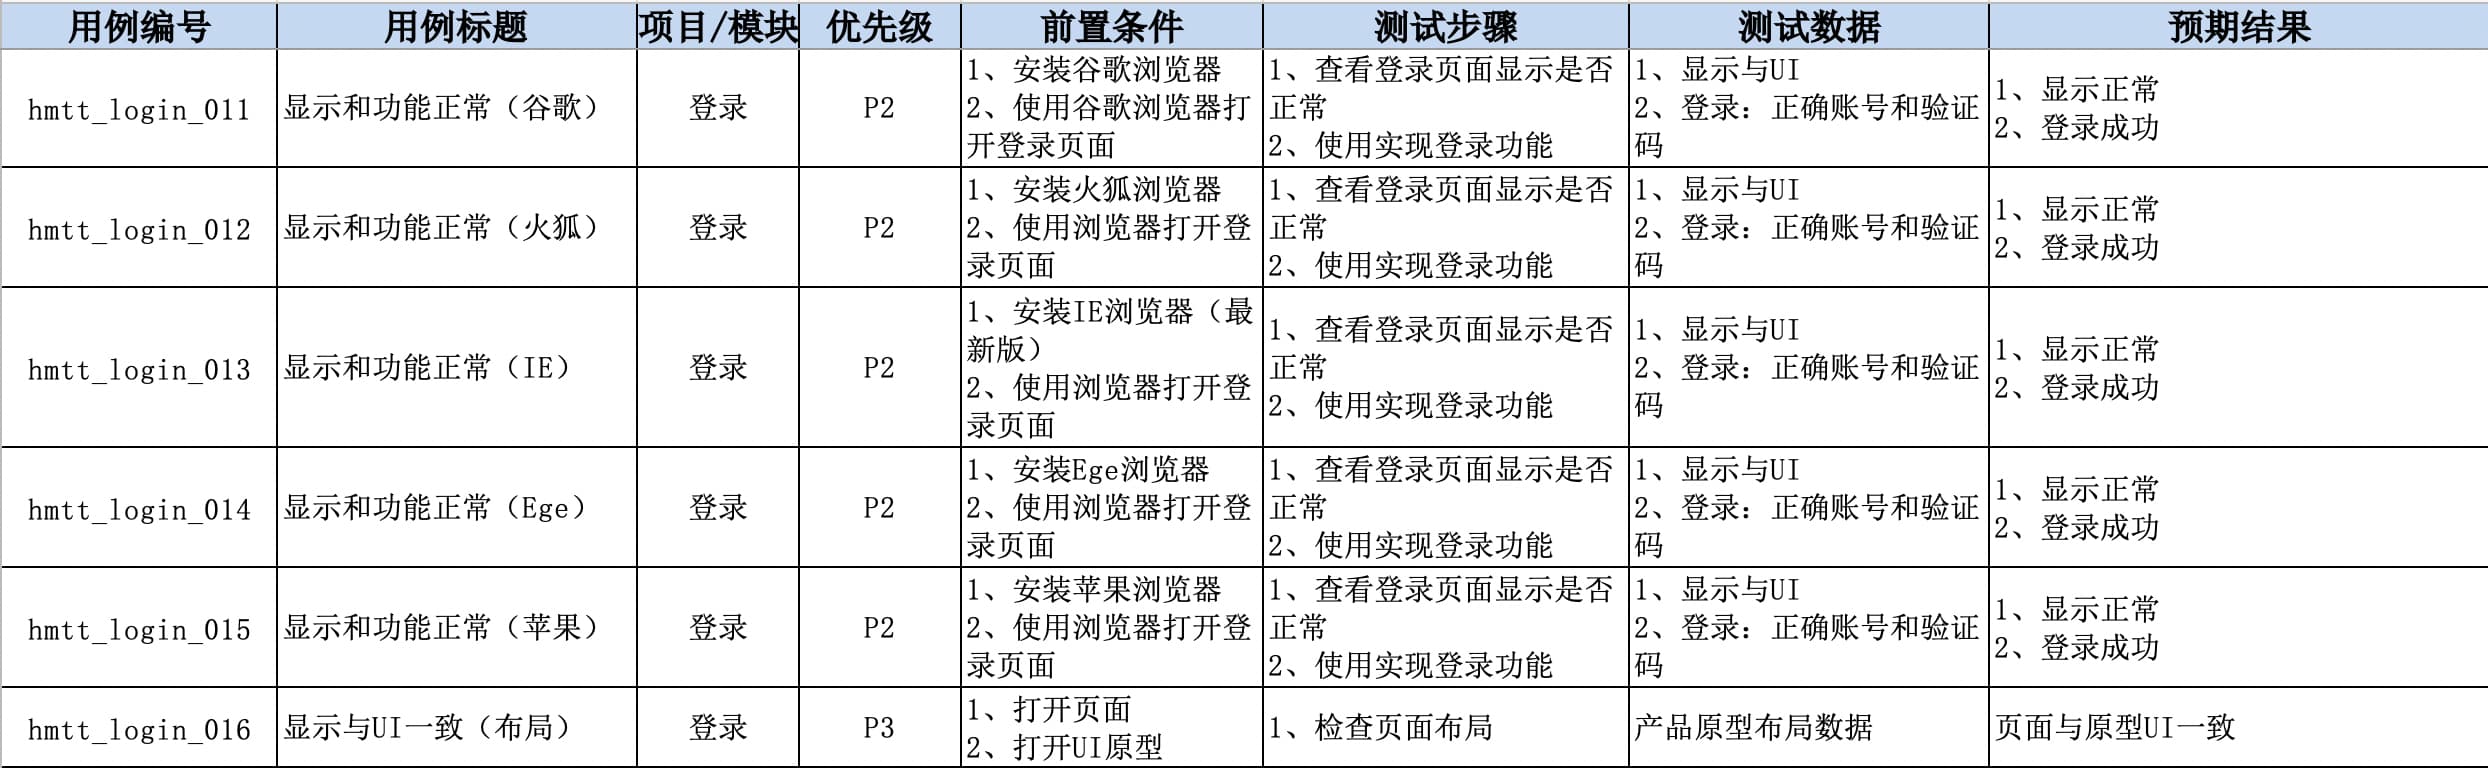 用例编号 用例标题 项目/模块 优先级 前置条件 测试步骤 测试数据 预期结果
hmtt_login_011 显示和功能正常（谷歌） 登录 P2
1、安装谷歌浏览器
2、使用谷歌浏览器打
开登录页面
1、查看登录页面显示是否
正常
2、使用实现登录功能
1、显示与UI
2、登录：正确账号和验证
码
1、显示正常
2、登录成功
hmtt_login_012 显示和功能正常（火狐） 登录 P2
1、安装火狐浏览器
2、使用浏览器打开登
录页面
1、查看登录页面显示是否
正常
2、使用实现登录功能
1、显示与UI
2、登录：正确账号和验证
码
1、显示正常
2、登录成功
hmtt_login_013 显示和功能正常（IE） 登录 P2
1、安装IE浏览器（最
新版）
2、使用浏览器打开登
录页面
1、查看登录页面显示是否
正常
2、使用实现登录功能
1、显示与UI
2、登录：正确账号和验证
码
1、显示正常
2、登录成功
hmtt_login_014 显示和功能正常（Ege） 登录 P2
1、安装Ege浏览器
2、使用浏览器打开登
录页面
1、查看登录页面显示是否
正常
2、使用实现登录功能
1、显示与UI
2、登录：正确账号和验证
码
1、显示正常
2、登录成功
hmtt_login_015 显示和功能正常（苹果） 登录 P2
1、安装苹果浏览器
2、使用浏览器打开登
录页面
1、查看登录页面显示是否
正常
2、使用实现登录功能
1、显示与UI
2、登录：正确账号和验证
码
1、显示正常
2、登录成功
hmtt_login_016 显示与UI一致（布局） 登录 P3
1、打开页面
2、打开UI原型
1、检查页面布局
产品原型布局数据
页面与原型UI一致